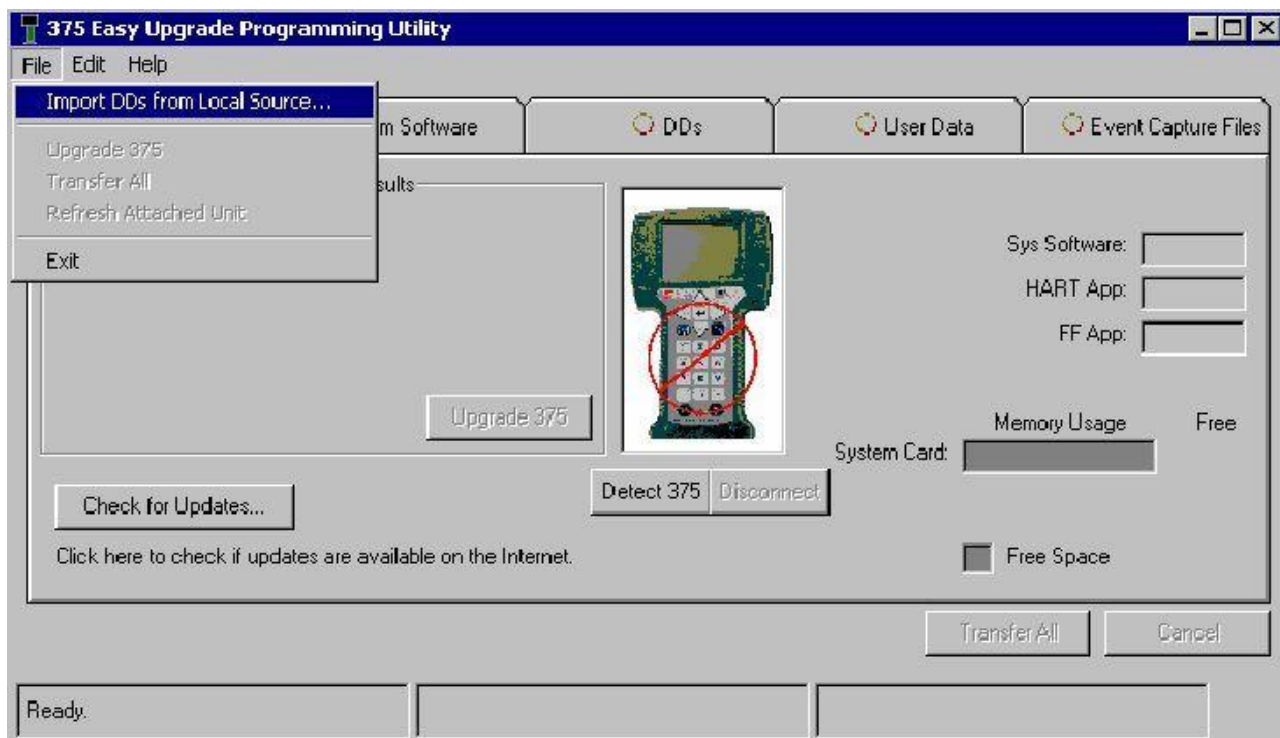 375 Easy Upgrade Programming Utility
File Edit Help
Import DDs from Local Source...
Upgrade 375
Transfer All
Refresh Attached Unit
Exit
m Software
DDs
User Data
Event Capture Files
sults
Sys Software:
HART App:
FF App:
Upgrade 375
Memory Usage Free
System Card:
Detect 375 Disconnect
Check for Updates...
Click here to check if updates are available on the Internet.
Free Space
Transfer All Cancel
Ready.